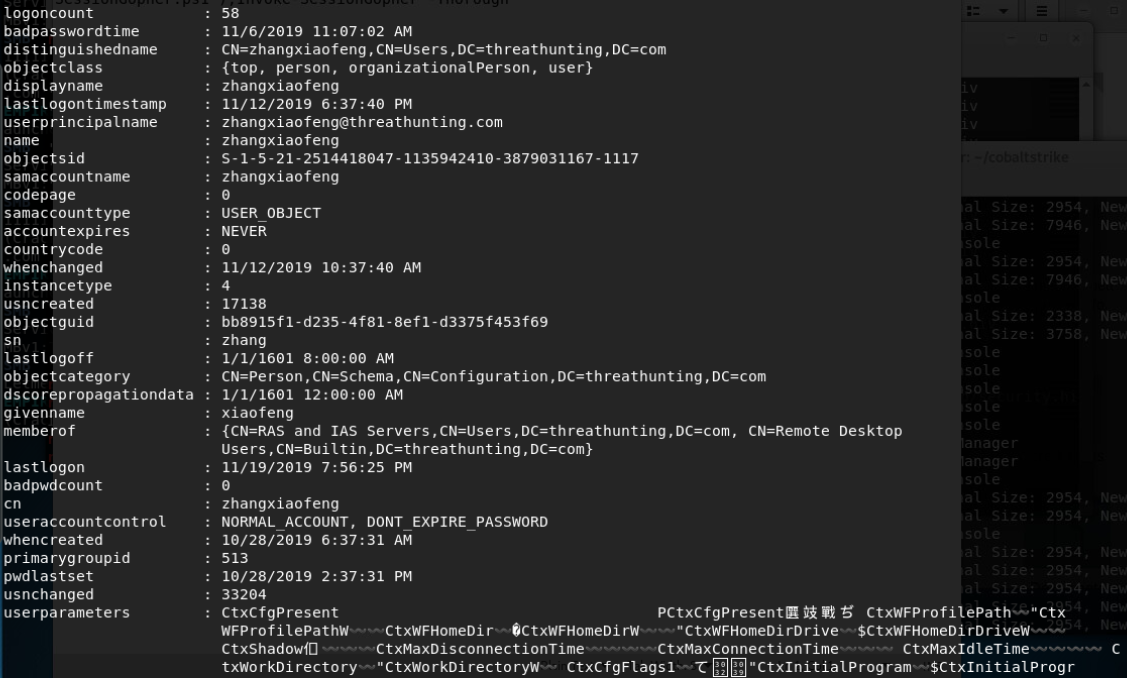 logoncount : 58
badpasswordtime : 11/6/2019 11:07:02 AM
distinguishedname : CN=zhangxiaofeng,CN=Users,DC=threathunting,DC=com
objectclass : {top, person, organizationalPerson, user}
displayname : zhangxiaofeng
lastlogontimestamp : 11/12/2019 6:37:40 PM
userprincipalname : zhangxiaofeng@threathunting.com
name : zhangxiaofeng
objectsid : S-1-5-21-2514418047-1135942410-3879031167-1117
samaccountname : zhangxiaofeng
codepage : 0
samaccounttype : USER_OBJECT
accountexpires : NEVER
countrycode : 0
whenchanged : 11/12/2019 10:37:40 AM
instancetype : 4
usncreated : 17138
objectguid : bb8915f1-d235-4f81-8ef1-d3375f453f69
sn : zhang
lastlogoff : 1/1/1601 8:00:00 AM
objectcategory : CN=Person,CN=Schema,CN=Configuration,DC=threathunting,DC=com
dscorepropagationdata : 1/1/1601 12:00:00 AM
givenname : xiaofeng
memberof : {CN=RAS and IAS Servers,CN=Users,DC=threathunting,DC=com, CN=Remote Desktop
Users,CN=Builtin,DC=threathunting,DC=com}
lastlogon : 11/19/2019 7:56:25 PM
badpwdcount : 0
cn : zhangxiaofeng
useraccountcontrol : NORMAL_ACCOUNT, DONT_EXPIRE_PASSWORD
whencreated : 10/28/2019 6:37:31 AM
primarygroupid : 513
pwdlastset : 10/28/2019 2:37:31 PM
usnchanged : 33204
userparameters : CtxCfgPresent PCtxCfgPresent CtxWFProfilePath "Ctx
WFProfilePathW CtxWFHomeDir �CtxWFHomeDirW "CtxWFHomeDirDrive $CtxWFHomeDirDriveW
CtxShadow CtxMaxDisconnectionTime CtxMaxConnectionTime CtxMaxIdleTime C
txWorkDirectory "CtxWorkDirectoryW CtxCfgFlags1 "CtxInitialProgram $CtxInitialProgr
: ~/cobaltstrike
al Size: 2954, New
al Size: 7946, New
sole
al Size: 2954, New
al Size: 7946, New
sole
al Size: 2338, New
al Size: 3758, New
sole
sole
sole
sole
sole
Manager
Manager
sole
al Size: 2954, New
al Size: 2954, New
sole
al Size: 2954, New
al Size: 2954, New
al Size: 2954, New
al Size: 2954, New